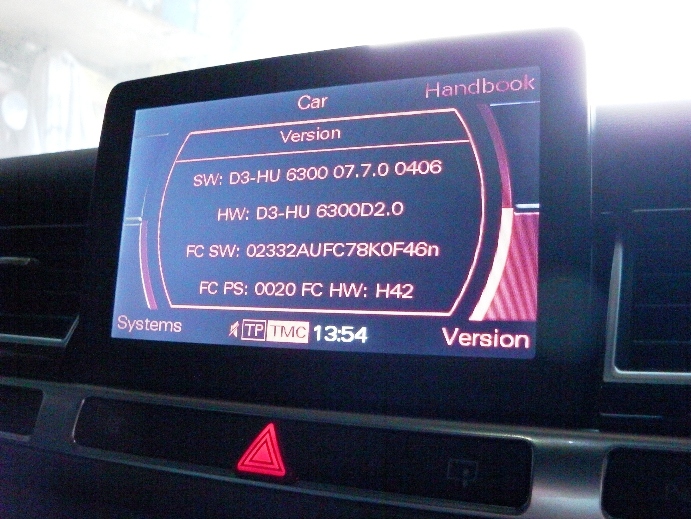 Handbook
Car
Version
SW: D3-HU 6300 07.7.0 0406
HW: D3-HU 6300D2.0
FC SW: 02332AUFC78K0F46n
FC PS: 0020 FC HW: H42
Systems
TP TMC 13:54
Version